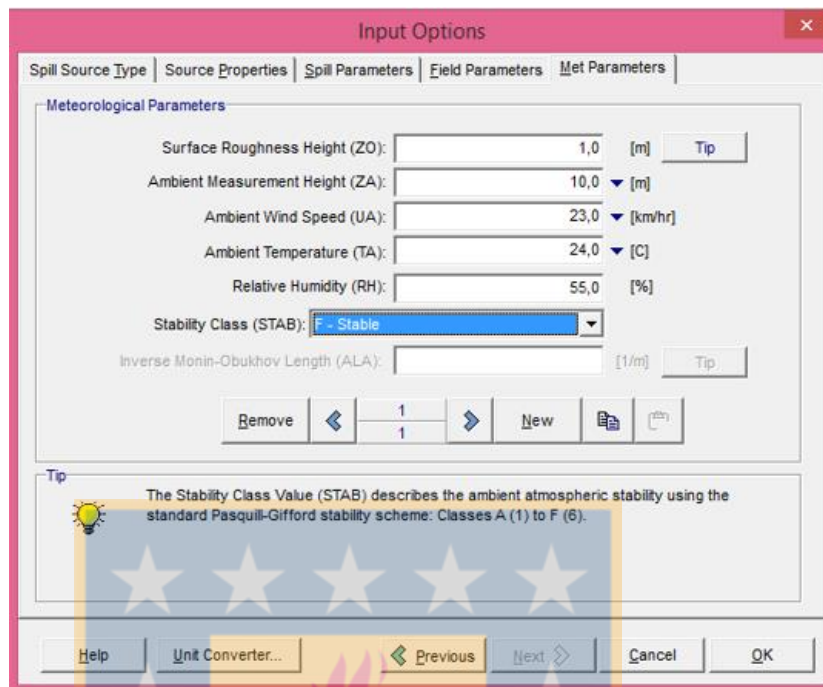 Input Options
Spill Source Type Source Properties Spill Parameters Field Parameters Met Parameters
Meteorological Parameters
Surface Roughness Height (ZO): 1,0 [m] Tip
Ambient Measurement Height (ZA): 10,0 [m]
Ambient Wind Speed (UA): 23,0 [km/hr]
Ambient Temperature (TA): 24,0 [C]
Relative Humidity (RH): 55,0 [%]
Stability Class (STAB): F - Stable
Inverse Monin-Obukhov Length (ALA): [1/m] Tip
Remove 1 New
1
Tip
The Stability Class Value (STAB) describes the ambient atmospheric stability using the
standard Pasquill-Gifford stability scheme: Classes A (1) to F (6).
Help Unit Converter... Previous Next Cancel OK